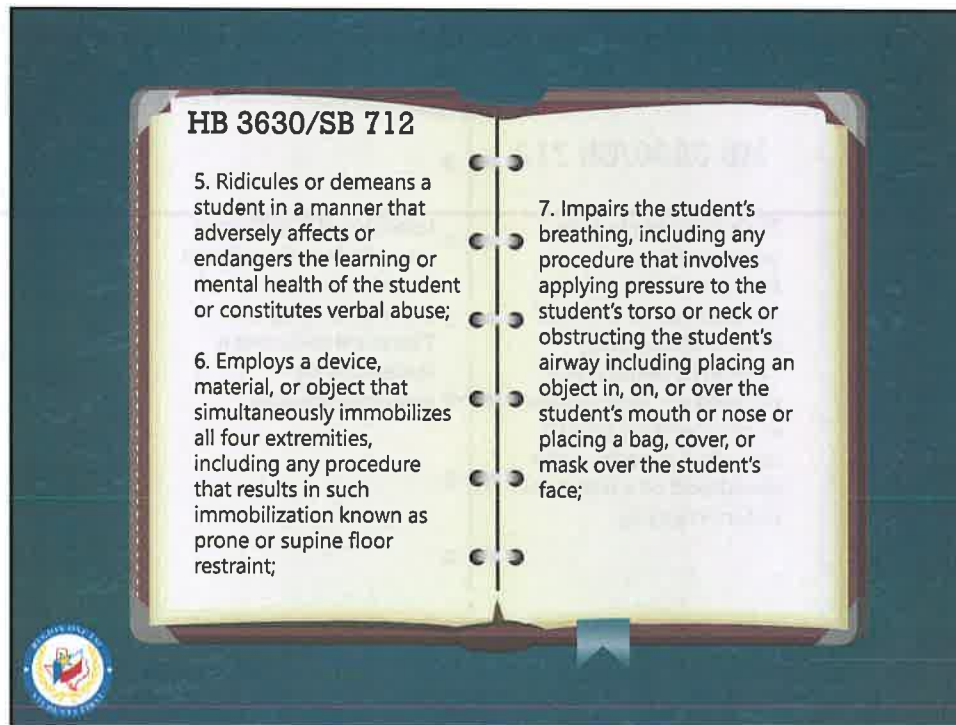 HB 3630/SB 712
5. Ridicules or demeans a
student in a manner that
adversely affects or
endangers the learning or
mental health of the student
or constitutes verbal abuse;
6. Employs a device,
material, or object that
simultaneously immobilizes
all four extremities,
including any procedure
that results in such
immobilization known as
prone or supine floor
restraint;
7. Impairs the student's
breathing, including any
procedure that involves
applying pressure to the
student's torso or neck or
obstructing the student's
airway including placing an
object in, on, or over the
student's mouth or nose or
placing a bag, cover, or
mask over the student's
face;
REGION ONE ESC
STUDENTS FIRST